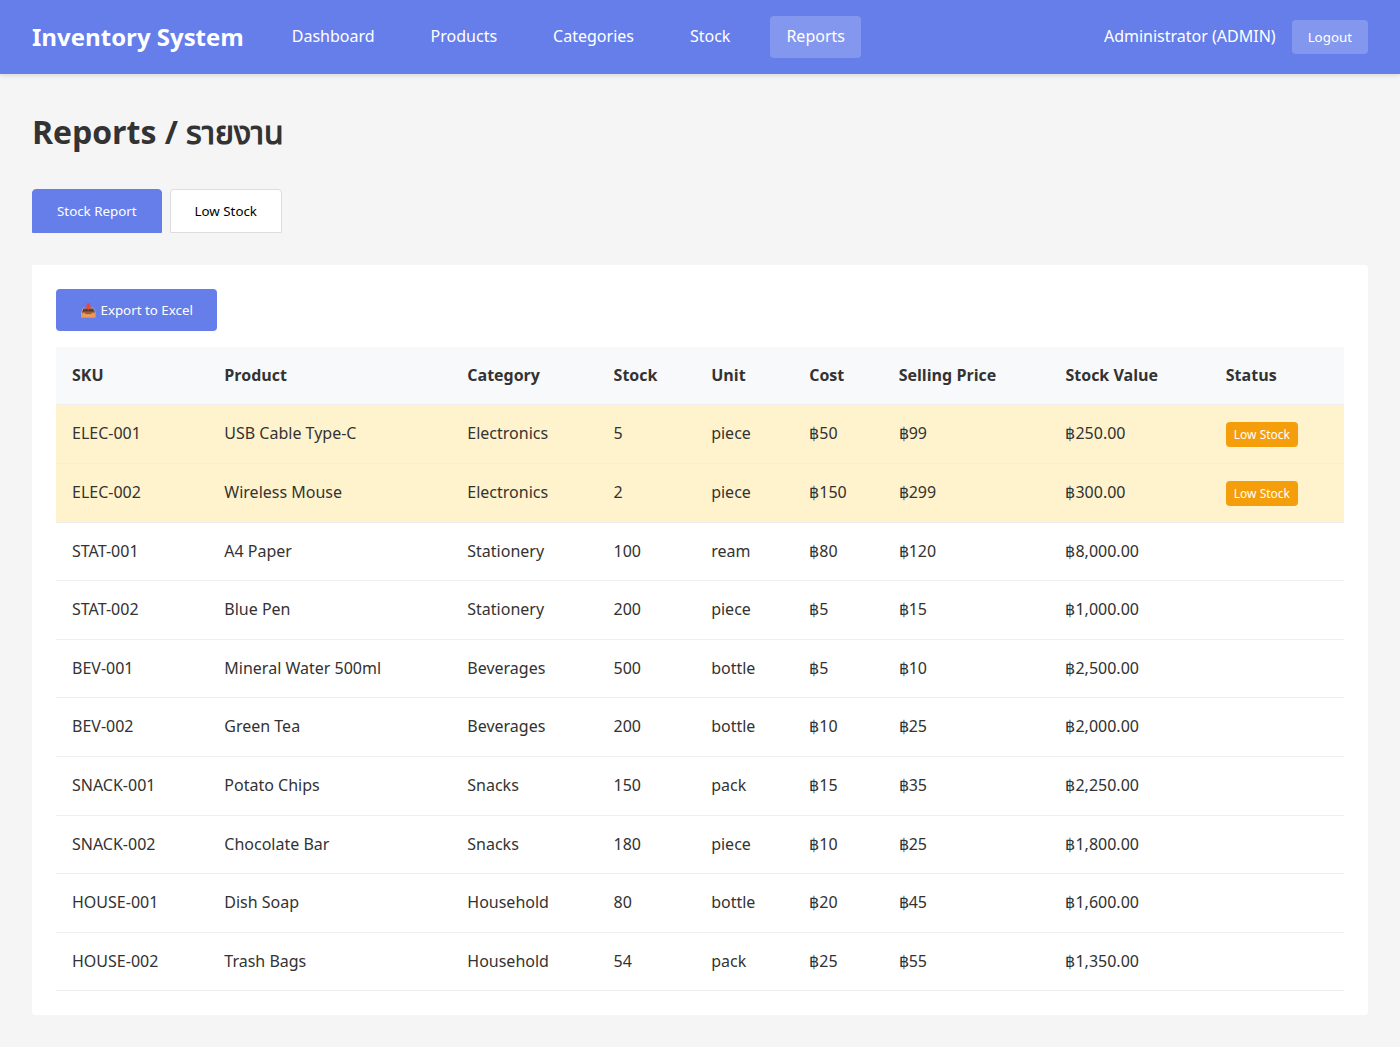 Inventory System Dashboard Products Categories Stock Reports Administrator (ADMIN) Logout
Reports / รายงาน
Stock Report Low Stock
Export to Excel
SKU Product Category Stock Unit Cost Selling Price Stock Value Status
ELEC-001 USB Cable Type-C Electronics 5 piece ฿50 ฿99 ฿250.00 Low Stock
ELEC-002 Wireless Mouse Electronics 2 piece ฿150 ฿299 ฿300.00 Low Stock
STAT-001 A4 Paper Stationery 100 ream ฿80 ฿120 ฿8,000.00
STAT-002 Blue Pen Stationery 200 piece ฿5 ฿15 ฿1,000.00
BEV-001 Mineral Water 500ml Beverages 500 bottle ฿5 ฿10 ฿2,500.00
BEV-002 Green Tea Beverages 200 bottle ฿10 ฿25 ฿2,000.00
SNACK-001 Potato Chips Snacks 150 pack ฿15 ฿35 ฿2,250.00
SNACK-002 Chocolate Bar Snacks 180 piece ฿10 ฿25 ฿1,800.00
HOUSE-001 Dish Soap Household 80 bottle ฿20 ฿45 ฿1,600.00
HOUSE-002 Trash Bags Household 54 pack ฿25 ฿55 ฿1,350.00